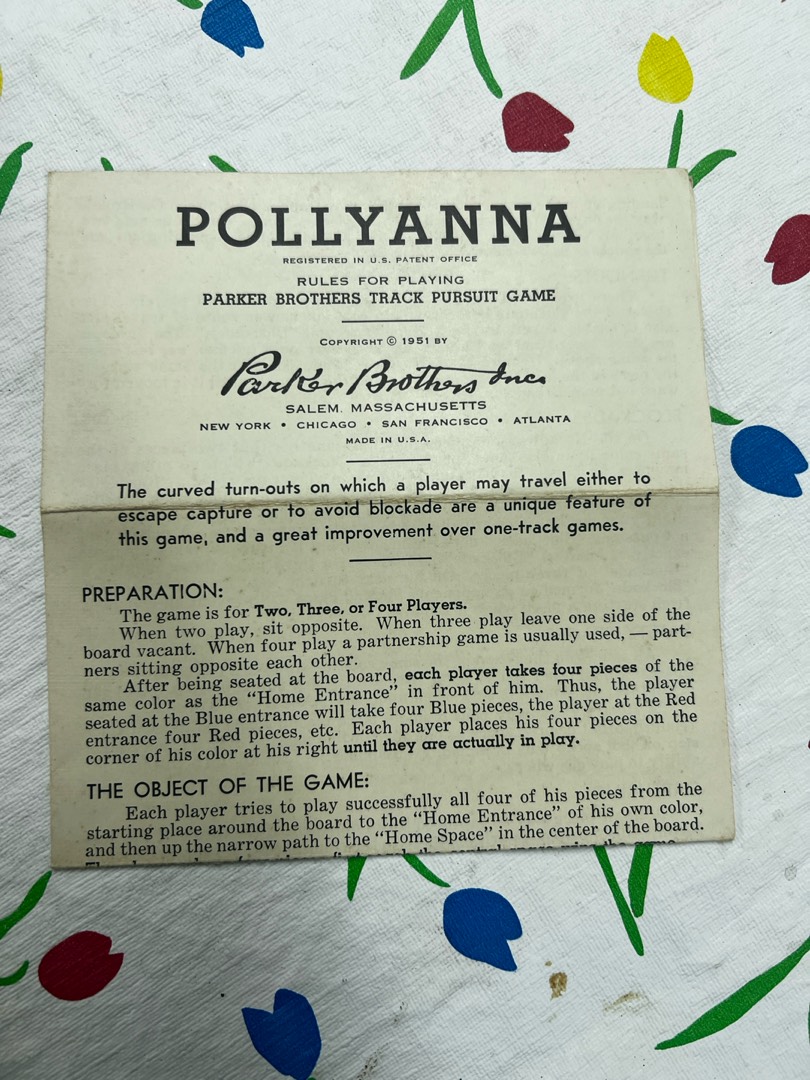 POLLYANNA
REGISTERED IN U.S. PATENT OFFICE
RULES FOR PLAYING
PARKER BROTHERS TRACK PURSUIT GAME
COPYRIGHT © 1951 BY
Parker Brothers Inc.
SALEM. MASSACHUSETTS
NEW YORK • CHICAGO • SAN FRANCISCO • ATLANTA
MADE IN U.S.A.
The curved turn-outs on which a player may travel either to
escape capture or to avoid blockade are a unique feature of
this game, and a great improvement over one-track games.
PREPARATION:
The game is for Two, Three, or Four Players.
When two play, sit opposite. When three play leave one side of the
board vacant. When four play a partnership game is usually used, — part-
ners sitting opposite each other.
After being seated at the board, each player takes four pieces of the
same color as the “Home Entrance” in front of him. Thus, the player
seated at the Blue entrance will take four Blue pieces, the player at the Red
entrance four Red pieces, etc. Each player places his four pieces on the
corner of his color at his right until they are actually in play.
THE OBJECT OF THE GAME:
Each player tries to play successfully all four of his pieces from the
starting place around the board to the “Home Entrance” of his own color,
and then up the narrow path to the “Home Space” in the center of the board.